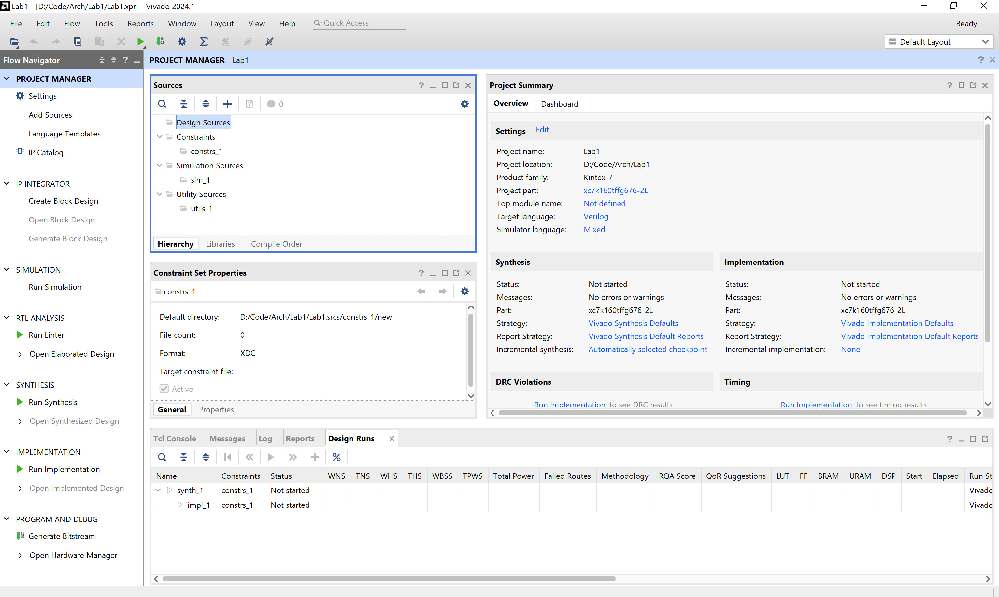 Lab1 - [D:/Code/Arch/Lab1/Lab1.xpr] - Vivado 2024.1
File Edit Flow Tools Reports Window Layout View Help Quick Access Ready
Default Layout
Flow Navigator
PROJECT MANAGER - Lab1
PROJECT MANAGER
Settings
Add Sources
Language Templates
IP Catalog
IP INTEGRATOR
Create Block Design
Open Block Design
Generate Block Design
SIMULATION
Run Simulation
RTL ANALYSIS
Run Linter
Open Elaborated Design
SYNTHESIS
Run Synthesis
Open Synthesized Design
IMPLEMENTATION
Run Implementation
Open Implemented Design
PROGRAM AND DEBUG
Generate Bitstream
Open Hardware Manager
Sources
0
Design Sources
Constraints
constrs_1
Simulation Sources
sim_1
Utility Sources
utils_1
Hierarchy Libraries Compile Order
Constraint Set Properties
constrs_1
Default directory: D:/Code/Arch/Lab1/Lab1.srcs/constrs_1/new
File count: 0
Format: XDC
Target constraint file:
Active
General Properties
Project Summary
Overview | Dashboard
Settings Edit
Project name: Lab1
Project location: D:/Code/Arch/Lab1
Product family: Kintex-7
Project part: xc7k160tffg676-2L
Top module name: Not defined
Target language: Verilog
Simulator language: Mixed
Synthesis
Status: Not started
Messages: No errors or warnings
Part: xc7k160tffg676-2L
Strategy: Vivado Synthesis Defaults
Report Strategy: Vivado Synthesis Default Reports
Incremental synthesis: Automatically selected checkpoint
Implementation
Status: Not started
Messages: No errors or warnings
Part: xc7k160tffg676-2L
Strategy: Vivado Implementation Defaults
Report Strategy: Vivado Implementation Default Reports
Incremental implementation: None
DRC Violations
Run Implementation to see DRC results
Timing
Run Implementation to see timing results
Tcl Console Messages Log Reports Design Runs
Name Constraints Status WNS TNS WHS THS WBSS TPWS Total Power Failed Routes Methodology RQA Score QoR Suggestions LUT FF BRAM URAM DSP Start Elapsed Run St
synth_1 constrs_1 Not started Vivado
impl_1 constrs_1 Not started Vivado